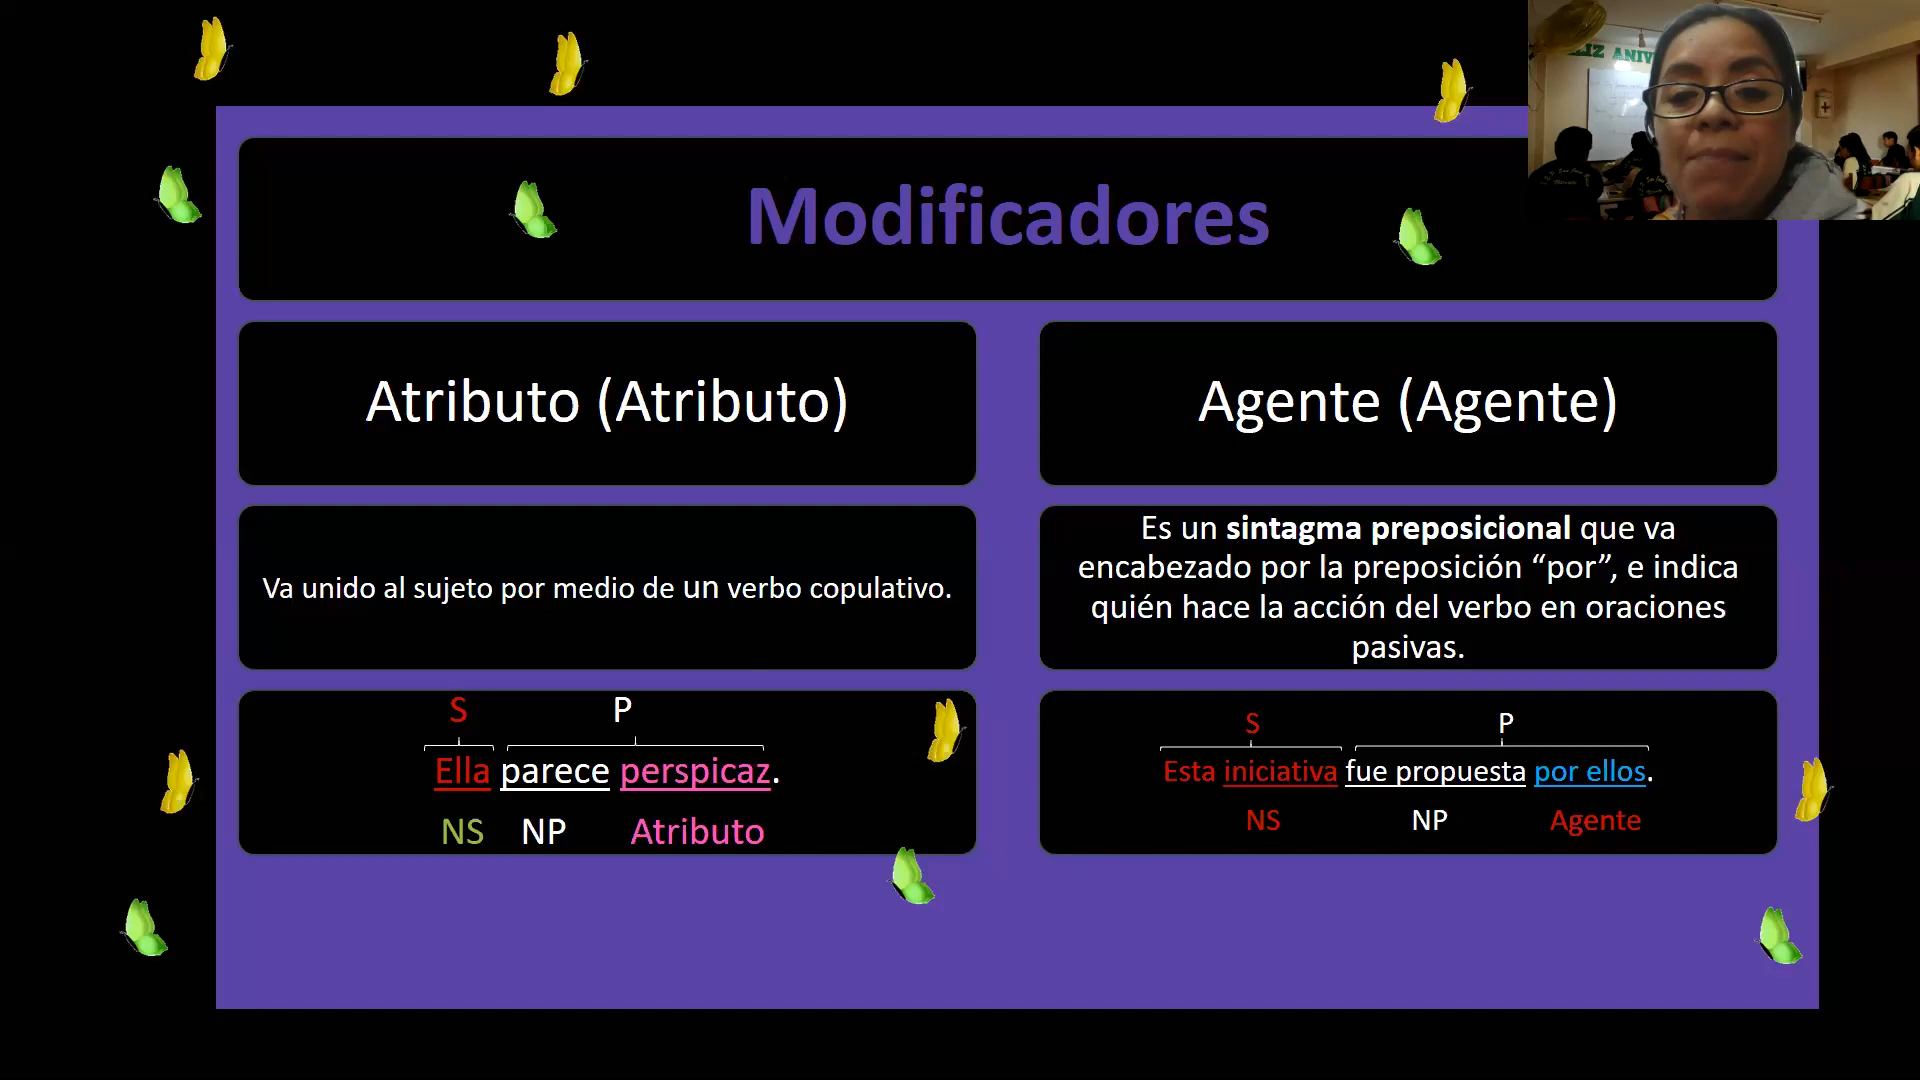 LIZ ANIV
Modificadores
Atributo (Atributo)
Agente (Agente)
Va unido al sujeto por medio de un verbo copulativo.
Es un sintagma preposicional que va
encabezado por la preposición “por”, e indica
quién hace la acción del verbo en oraciones
pasivas.
S P
Ella parece perspicaz.
NS NP Atributo
S P
Esta iniciativa fue propuesta por ellos.
NS NP Agente